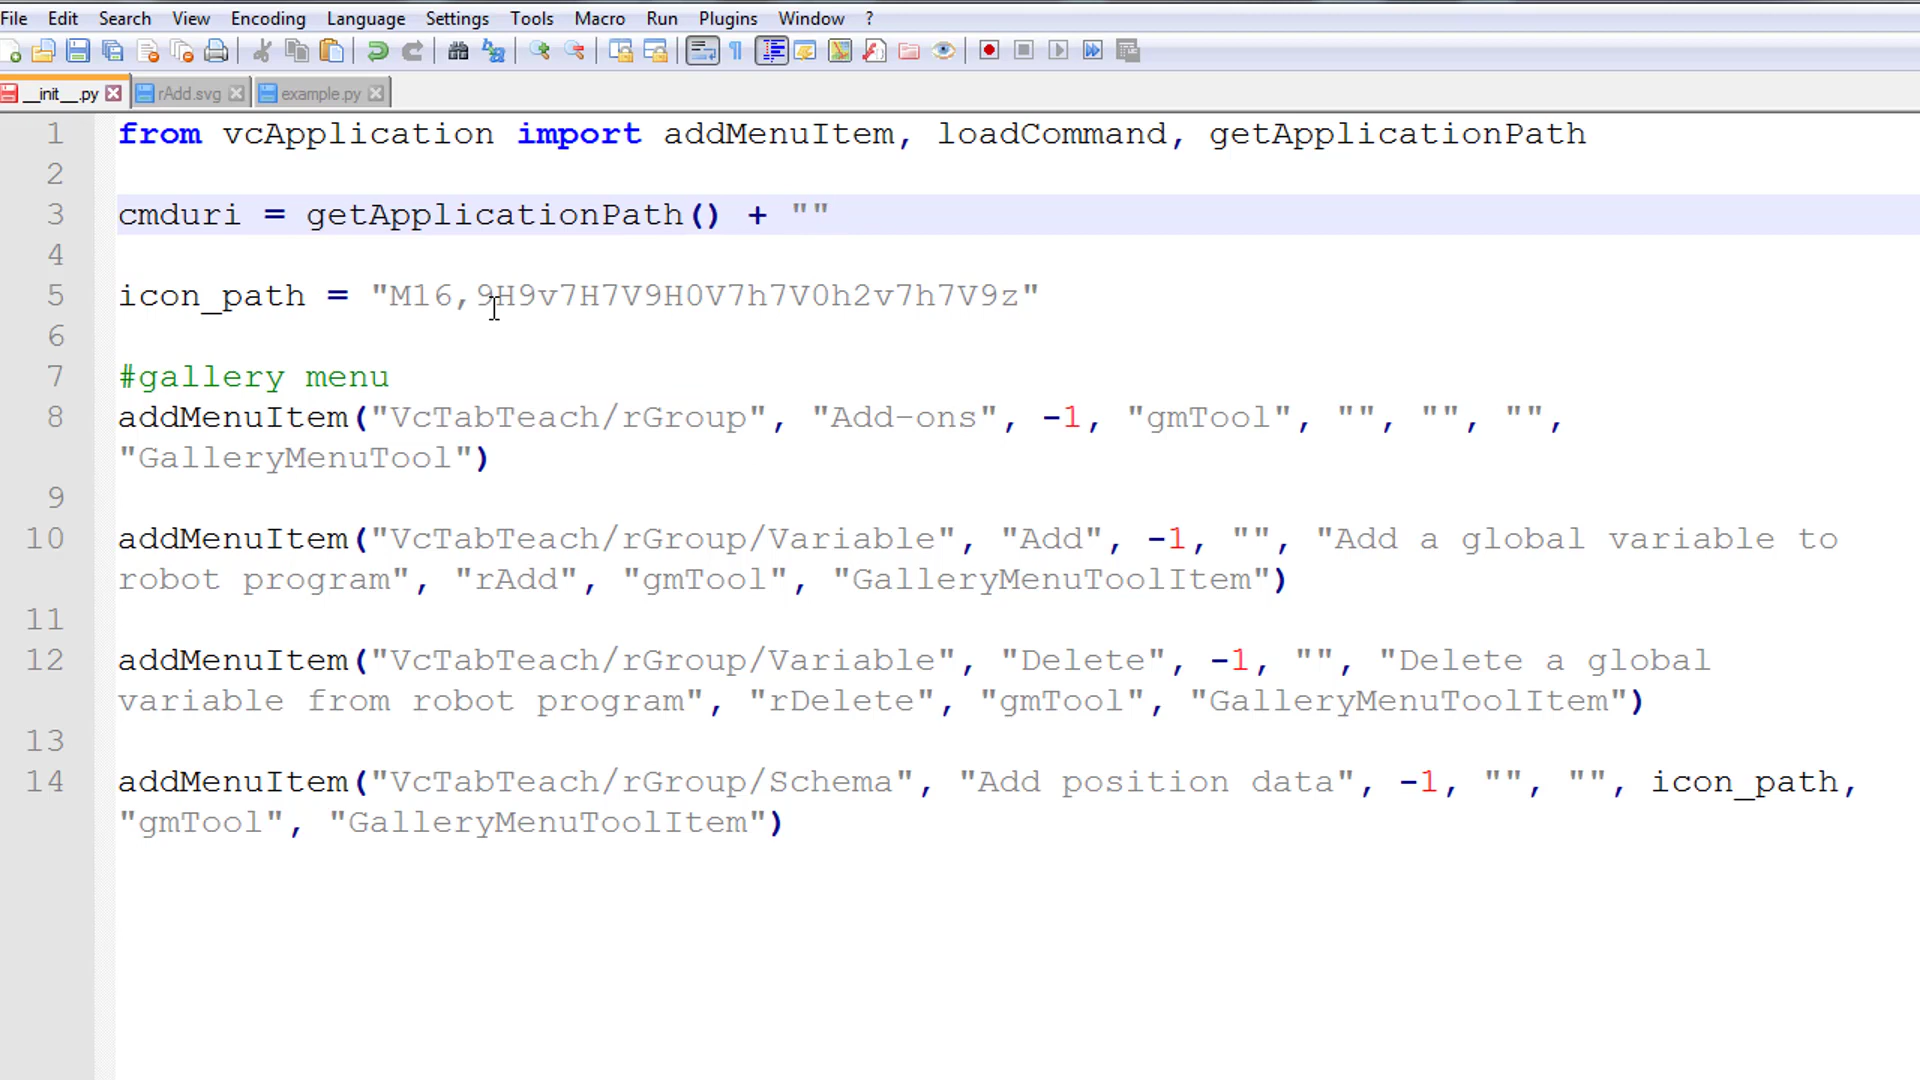 File Edit Search View Encoding Language Settings Tools Macro Run Plugins Window ?
__init__.py rAdd.svg example.py
1 from vcApplication import addMenuItem, loadCommand, getApplicationPath
2
3 cmduri = getApplicationPath() + ""
4
5 icon_path = "M16,9H9v7H7V9H0V7h7V0h2v7h7V9z"
6
7 #gallery menu
8 addMenuItem("VcTabTeach/rGroup", "Add-ons", -1, "gmTool", "", "", "",
"GalleryMenuTool")
9
10 addMenuItem("VcTabTeach/rGroup/Variable", "Add", -1, "", "Add a global variable to
robot program", "rAdd", "gmTool", "GalleryMenuToolItem")
11
12 addMenuItem("VcTabTeach/rGroup/Variable", "Delete", -1, "", "Delete a global
variable from robot program", "rDelete", "gmTool", "GalleryMenuToolItem")
13
14 addMenuItem("VcTabTeach/rGroup/Schema", "Add position data", -1, "", "", icon_path,
"gmTool", "GalleryMenuToolItem")